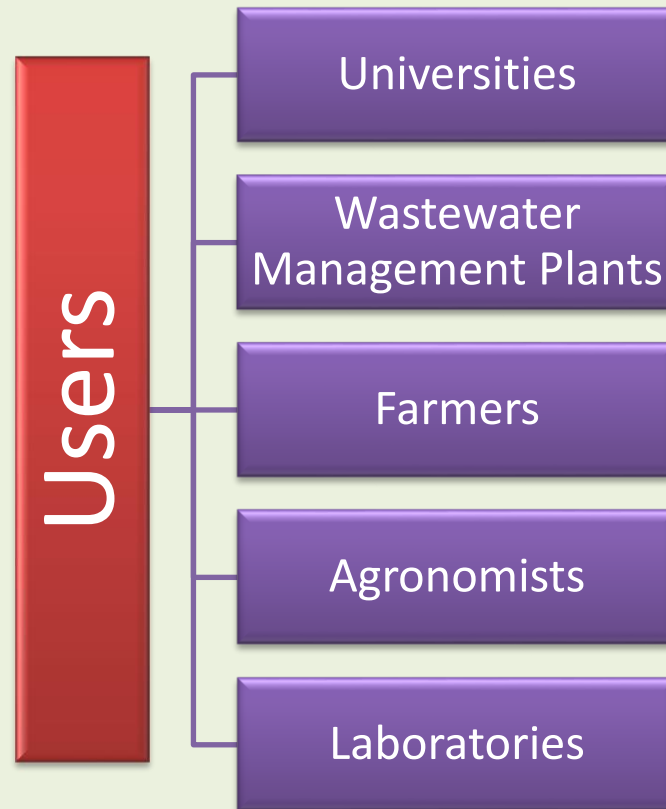 Users
Universities
Wastewater
Management Plants
Farmers
Agronomists
Laboratories